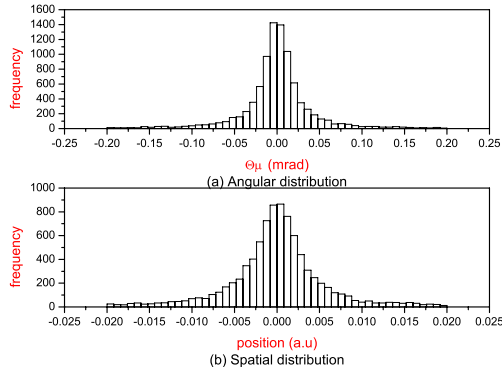 1600
1400
1200
1000
800
600
400
200
0
frequency
-0.25 -0.20 -0.15 -0.10 -0.05 0.00 0.05 0.10 0.15 0.20 0.25
Θμ (mrad)
(a) Angular distribution
1000
800
600
400
200
0
frequency
-0.025 -0.020 -0.015 -0.010 -0.005 0.000 0.005 0.010 0.015 0.020 0.025
position (a.u)
(b) Spatial distribution